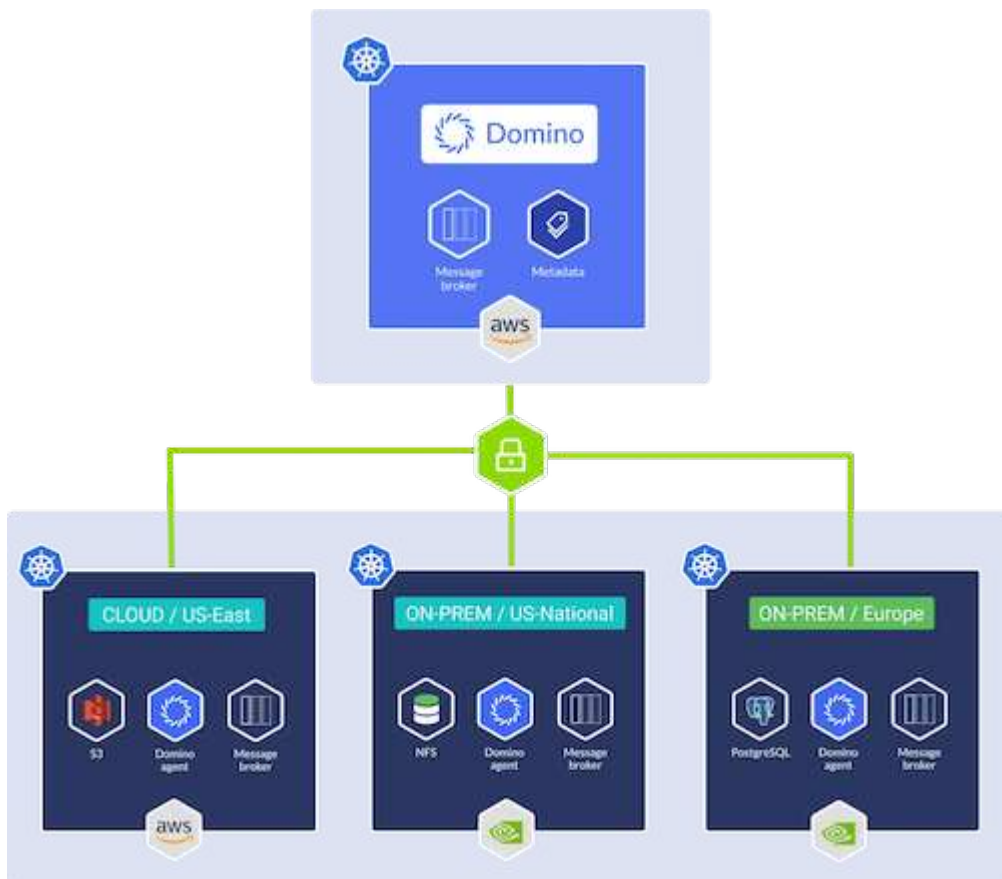 Domino
Message
broker
Metadata
aws
CLOUD / US-East
S3
Domino
agent
Message
broker
aws
ON-PREM / US-National
NFS
Domino
agent
Message
broker
ON-PREM / Europe
PostgreSQL
Domino
agent
Message
broker